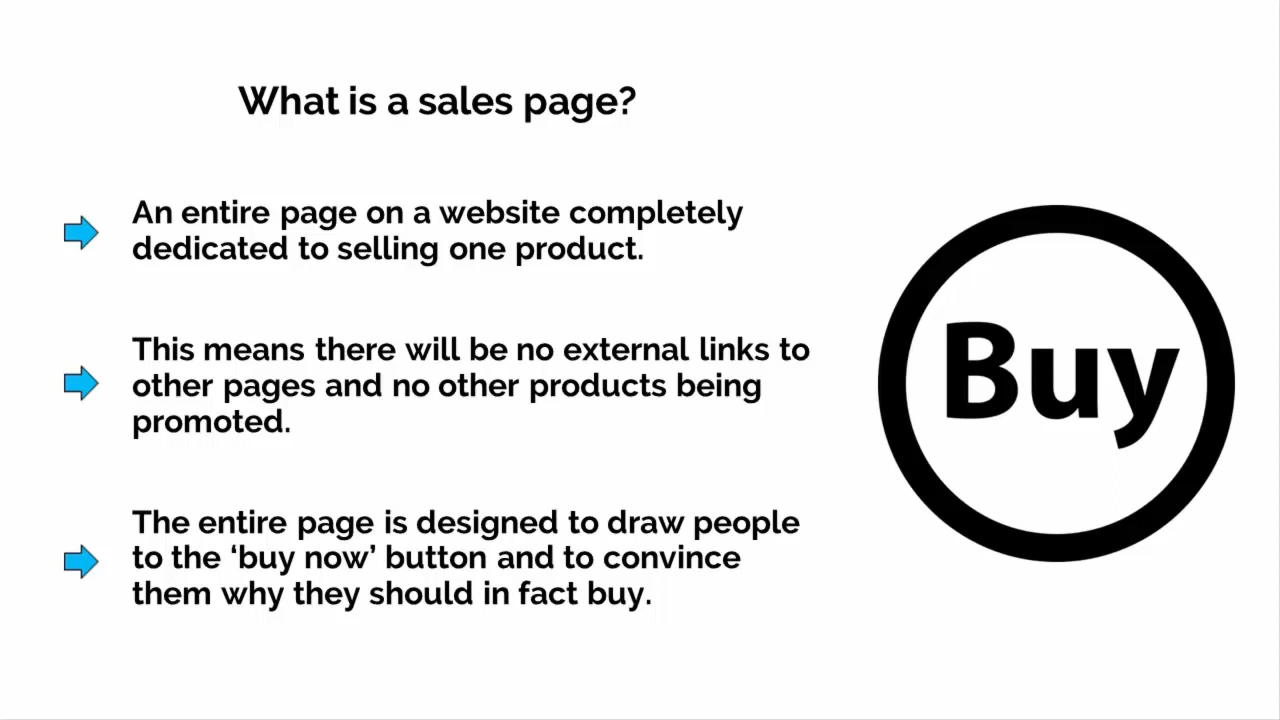 What is a sales page?
An entire page on a website completely
dedicated to selling one product.
This means there will be no external links to
other pages and no other products being
promoted.
The entire page is designed to draw people
to the ‘buy now’ button and to convince
them why they should in fact buy.
Buy